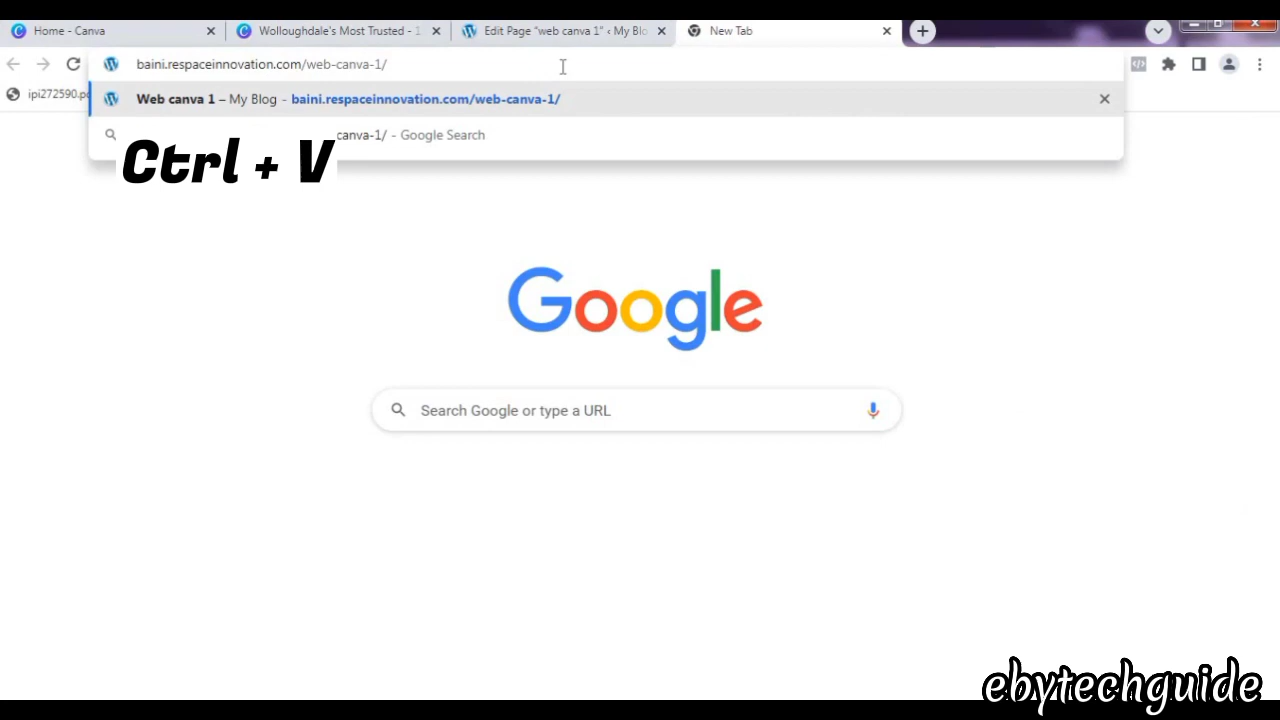 Home - Canva
Wolloughdale's Most Trusted - 1
Edit Page "web canva 1" ‹ My Blo
New Tab
baini.respaceinnovation.com/web-canva-1/
ipi272590.po
Web canva 1 – My Blog - baini.respaceinnovation.com/web-canva-1/
canva-1/ - Google Search
Ctrl + V
Google
Search Google or type a URL
ebytechguide